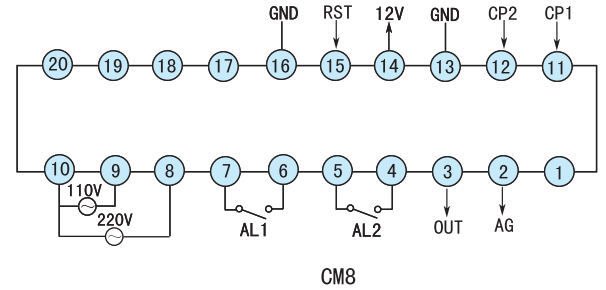 GND RST 12V GND CP2 CP1
20 19 18 17 16 15 14 13 12 11
10 9 8 7 6 5 4 3 2 1
110V
220V AL1 AL2 OUT AG
CM8